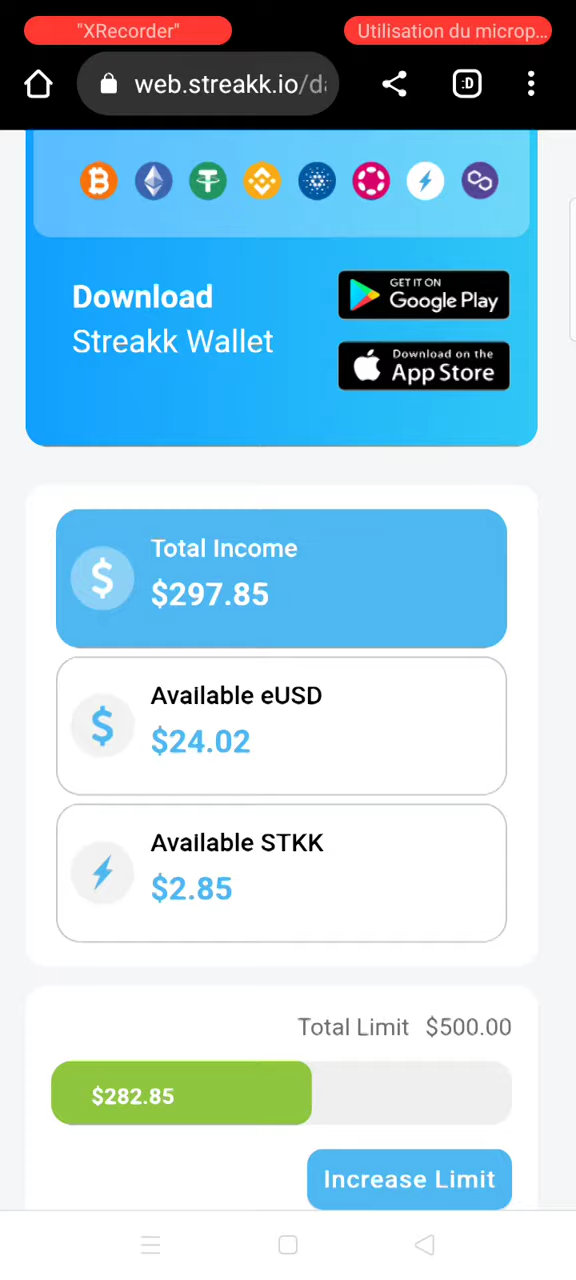 "XRecorder"
Utilisation du microp...
web.streakk.io/da
Download
Streakk Wallet
GET IT ON
Google Play
Download on the
App Store
Total Income
$297.85
Available eUSD
$24.02
Available STKK
$2.85
Total Limit $500.00
$282.85
Increase Limit